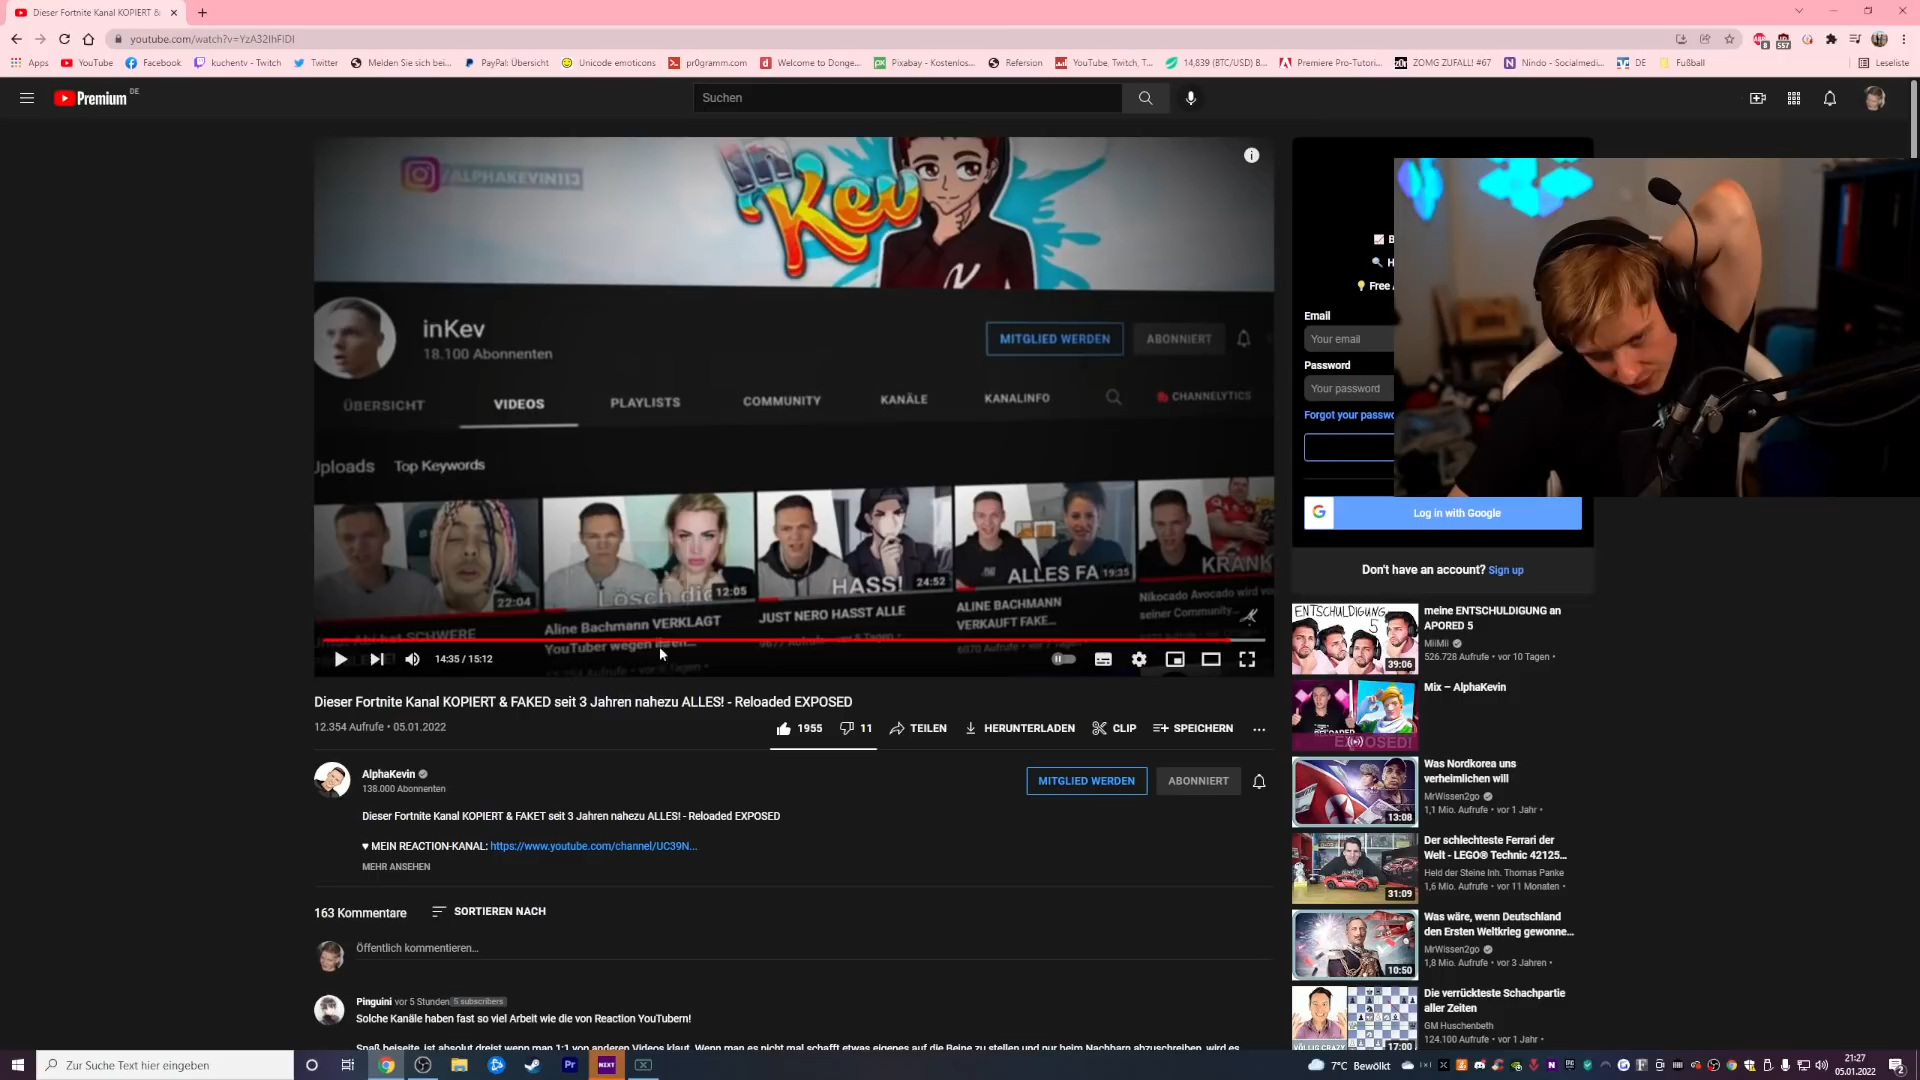 Dieser Fortnite Kanal KOPIERT &
youtube.com/watch?v=YzA32IhFIDI
Apps
YouTube
Facebook
kuchentv - Twitch
Twitter
Melden Sie sich bei...
PayPal: Übersicht
Unicode emoticons
pr0gramm.com
Welcome to Donge...
Pixabay - Kostenlos...
Refersion
YouTube, Twitch, T...
14,839 (BTC/USD) B...
Premiere Pro-Tutori...
ZOMG ZUFALL! #67
Nindo - Socialmedi...
DE
Fußball
Leseliste
Premium DE
Suchen
/ALPHAKEVIN113
Kev
inKev
18.100 Abonnenten
MITGLIED WERDEN
ABONNIERT
ÜBERSICHT
VIDEOS
PLAYLISTS
COMMUNITY
KANÄLE
KANALINFO
CHANNELYTICS
Uploads
Top Keywords
22:04
Lösch dic
12:05
HASS!
24:52
ALLES FA
19:35
KRANK
Abi hat SCHWERE
Aline Bachmann VERKLAGT
YouTuber wegen ihren...
JUST NERO HASST ALLE
ALINE BACHMANN
VERKAUFT FAKE...
Nikocado Avocado wird vo
seiner Community...
14:35 / 15:12
Dieser Fortnite Kanal KOPIERT & FAKED seit 3 Jahren nahezu ALLES! - Reloaded EXPOSED
12.354 Aufrufe • 05.01.2022
1955
11
TEILEN
HERUNTERLADEN
CLIP
SPEICHERN
AlphaKevin
138.000 Abonnenten
MITGLIED WERDEN
ABONNIERT
Dieser Fortnite Kanal KOPIERT & FAKET seit 3 Jahren nahezu ALLES! - Reloaded EXPOSED
♥ MEIN REACTION-KANAL: https://www.youtube.com/channel/UC39N...
MEHR ANSEHEN
163 Kommentare
SORTIEREN NACH
Öffentlich kommentieren...
Pinguini vor 5 Stunden 5 subscribers
Solche Kanäle haben fast so viel Arbeit wie die von Reaction YouTubern!
Spaß beiseite, ist absolut dreist wenn man 1:1 von anderen Videos klaut. Wenn man es nicht mal schafft etwas eigenes auf die Beine zu stellen und nur beim Nachbarn abzuschreiben, wird es
B
H
Free
Email
Your email
Password
Your password
Forgot your passwo
Log in with Google
Don't have an account? Sign up
ENTSCHULDIGUNG
5
39:06
meine ENTSCHULDIGUNG an
APORED 5
MiiMii
526.728 Aufrufe • vor 10 Tagen •
EXPOSED!
Mix – AlphaKevin
13:08
Was Nordkorea uns
verheimlichen will
MrWissen2go
1,1 Mio. Aufrufe • vor 1 Jahr •
31:09
Der schlechteste Ferrari der
Welt - LEGO® Technic 42125...
Held der Steine Inh. Thomas Panke
1,6 Mio. Aufrufe • vor 11 Monaten •
10:50
Was wäre, wenn Deutschland
den Ersten Weltkrieg gewonne...
MrWissen2go
1,8 Mio. Aufrufe • vor 3 Jahren •
VÖLLIG CRAZY
17:00
Die verrückteste Schachpartie
aller Zeiten
GM Huschenbeth
124.100 Aufrufe • vor 1 Jahr •
Zur Suche Text hier eingeben
Pr
NEXT
7°C Bewölkt
21:27
05.01.2022